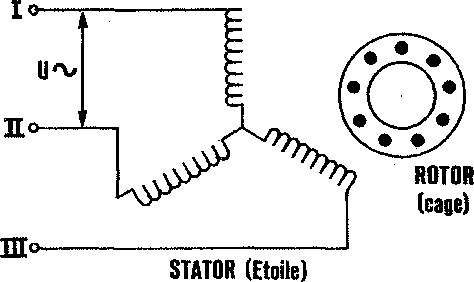 I
U~
II
ROTOR
(cage)
III
STATOR (Etoile)